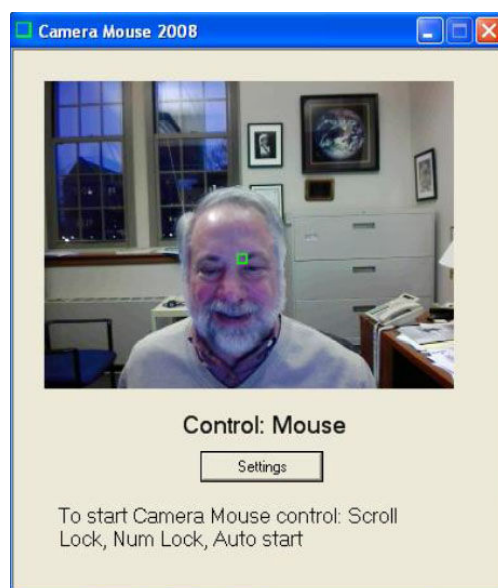 Camera Mouse 2008
Control: Mouse
Settings
To start Camera Mouse control: Scroll
Lock, Num Lock, Auto start